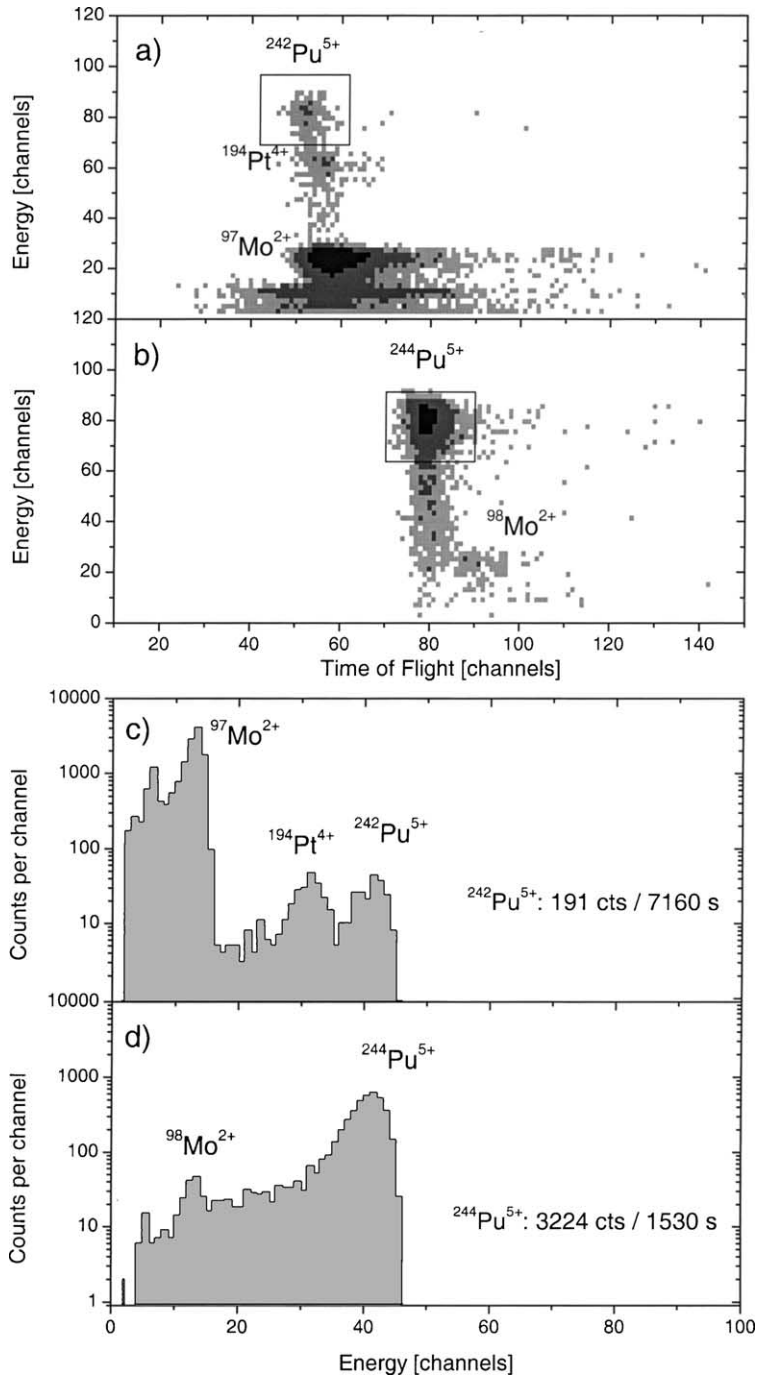 120
a)
²⁴²Pu⁵⁺
100
80
¹⁹⁴Pt⁴⁺
60
40
⁹⁷Mo²⁺
20
Energy [channels]
120
b)
²⁴⁴Pu⁵⁺
100
80
60
⁹⁸Mo²⁺
40
20
0
Energy [channels]
20 40 60 80 100 120 140
Time of Flight [channels]
10000
c)
⁹⁷Mo²⁺
1000
¹⁹⁴Pt⁴⁺
²⁴²Pu⁵⁺
100
²⁴²Pu⁵⁺: 191 cts / 7160 s
10
Counts per channel
10000
d)
²⁴⁴Pu⁵⁺
1000
⁹⁸Mo²⁺
100
²⁴⁴Pu⁵⁺: 3224 cts / 1530 s
10
1
Counts per channel
0 20 40 60 80 100
Energy [channels]